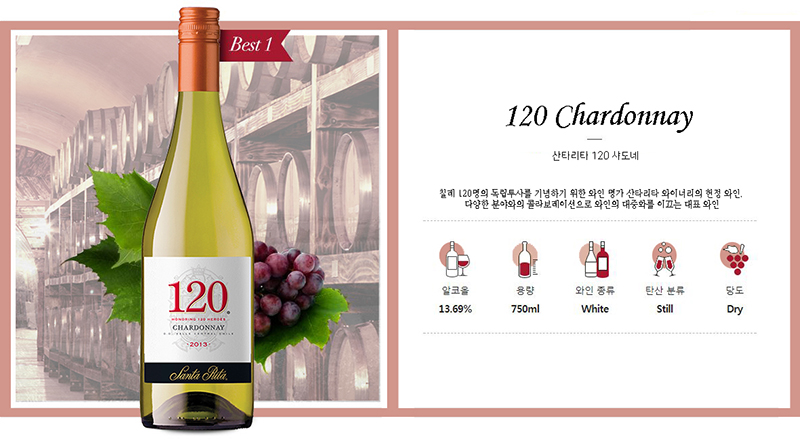 Best 1
120
HONORING 120 HEROES
CHARDONNAY
D.O. VALLE CENTRAL CHILE
· 2013 ·
Santa Rita
120 Chardonnay
산타리타 120 샤도네
칠레 120명의 독립투사를 기념하기 위한 와인 명가 산타리타 와이너리의 헌정 와인.
다양한 분야와의 콜라보레이션으로 와인의 대중화를 이끄는 대표 와인
알코올 용량 와인 종류 탄산 분류 당도
13.69% 750ml White Still Dry